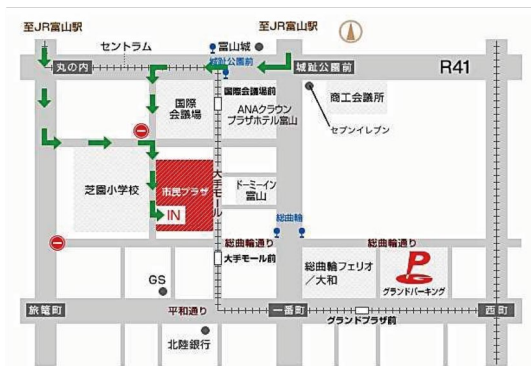 至JR富山駅
至JR富山駅
セントラム
富山城
丸の内
城址公園前
城址公園前
R41
国際
会議場
国際会議場前
ANAクラウン
プラザホテル富山
商工会議所
セブンイレブン
芝園小学校
市民プラザ
IN
大手モール
ドーミーイン
富山
総曲輪
総曲輪通り
総曲輪通り
大手モール前
総曲輪フェリオ
/大和
グランドパーキング
GS
旅篭町
平和通り
一番町
グランドプラザ前
西町
北陸銀行